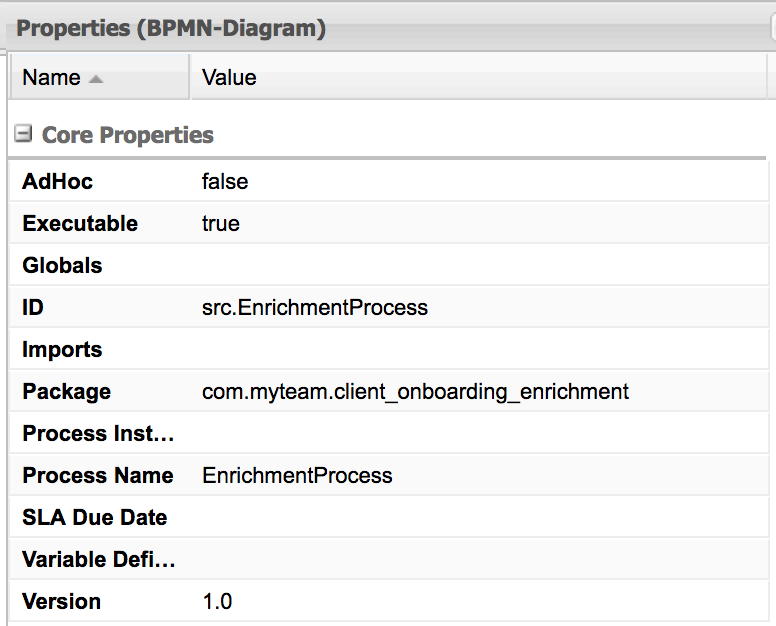 Properties (BPMN-Diagram)
Name Value
Core Properties
AdHoc false
Executable true
Globals
ID src.EnrichmentProcess
Imports
Package com.myteam.client_onboarding_enrichment
Process Inst...
Process Name EnrichmentProcess
SLA Due Date
Variable Defi...
Version 1.0